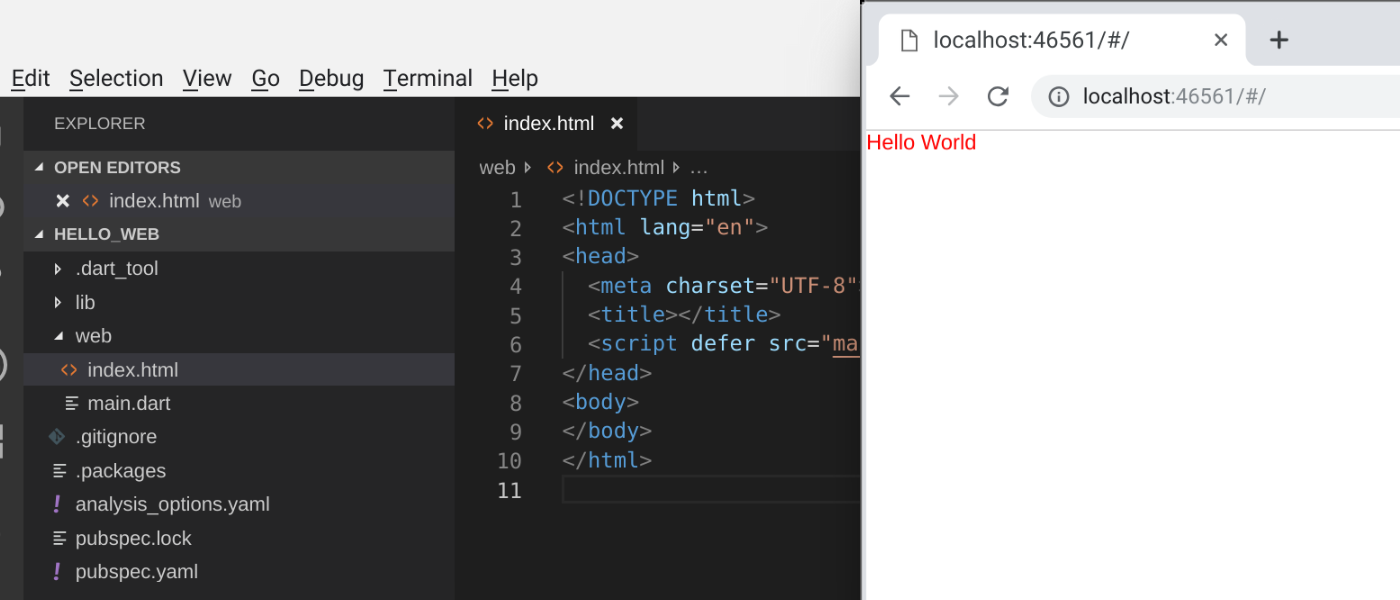 Edit Selection View Go Debug Terminal Help
EXPLORER
OPEN EDITORS
index.html web
HELLO_WEB
.dart_tool
lib
web
index.html
main.dart
.gitignore
.packages
analysis_options.yaml
pubspec.lock
pubspec.yaml
index.html
web index.html ...
1 <!DOCTYPE html>
2 <html lang="en">
3 <head>
4 <meta charset="UTF-8"
5 <title></title>
6 <script defer src="ma
7 </head>
8 <body>
9 </body>
10 </html>
11
localhost:46561/#/
localhost:46561/#/
Hello World